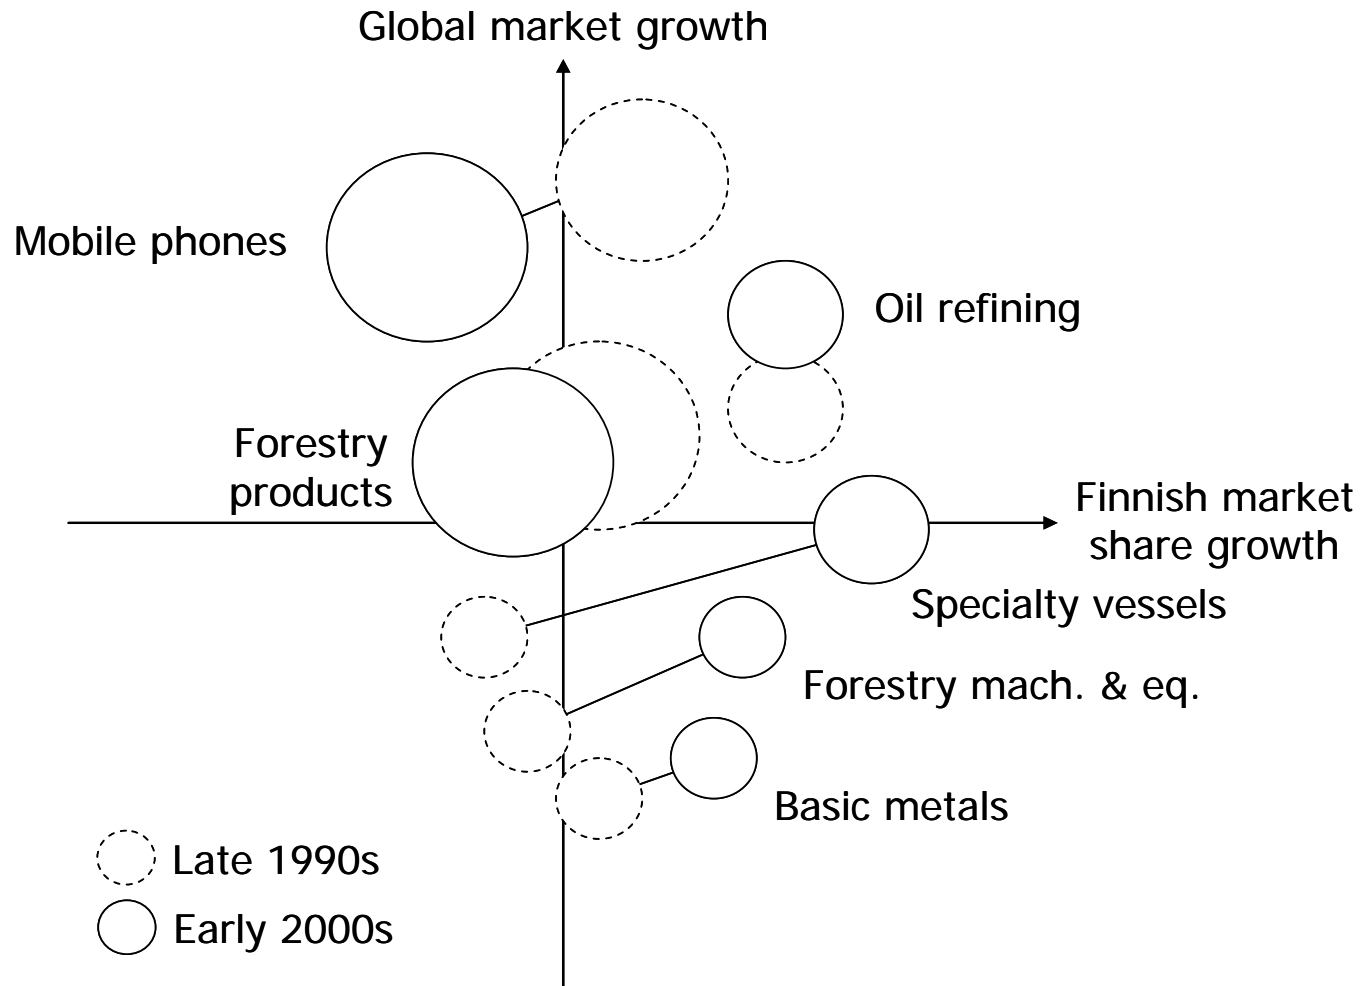 Global market growth
Mobile phones
Oil refining
Forestry
products
Finnish market
share growth
Specialty vessels
Forestry mach. & eq.
Basic metals
Late 1990s
Early 2000s